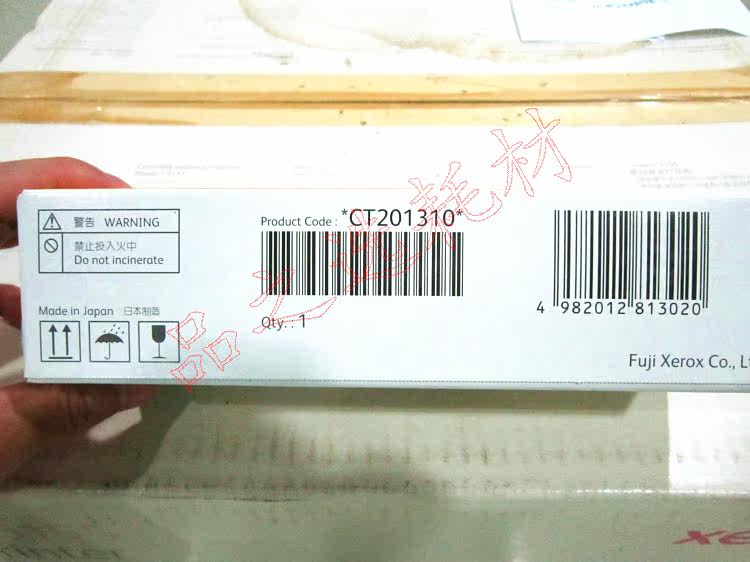 警告 WARNING
禁止投入火中
Do not incinerate
Made in Japan 日本制造
Product Code : *CT201310*
Qty. : 1
4 982012 813020
Fuji Xerox Co., Lt
品之选耗材
xe